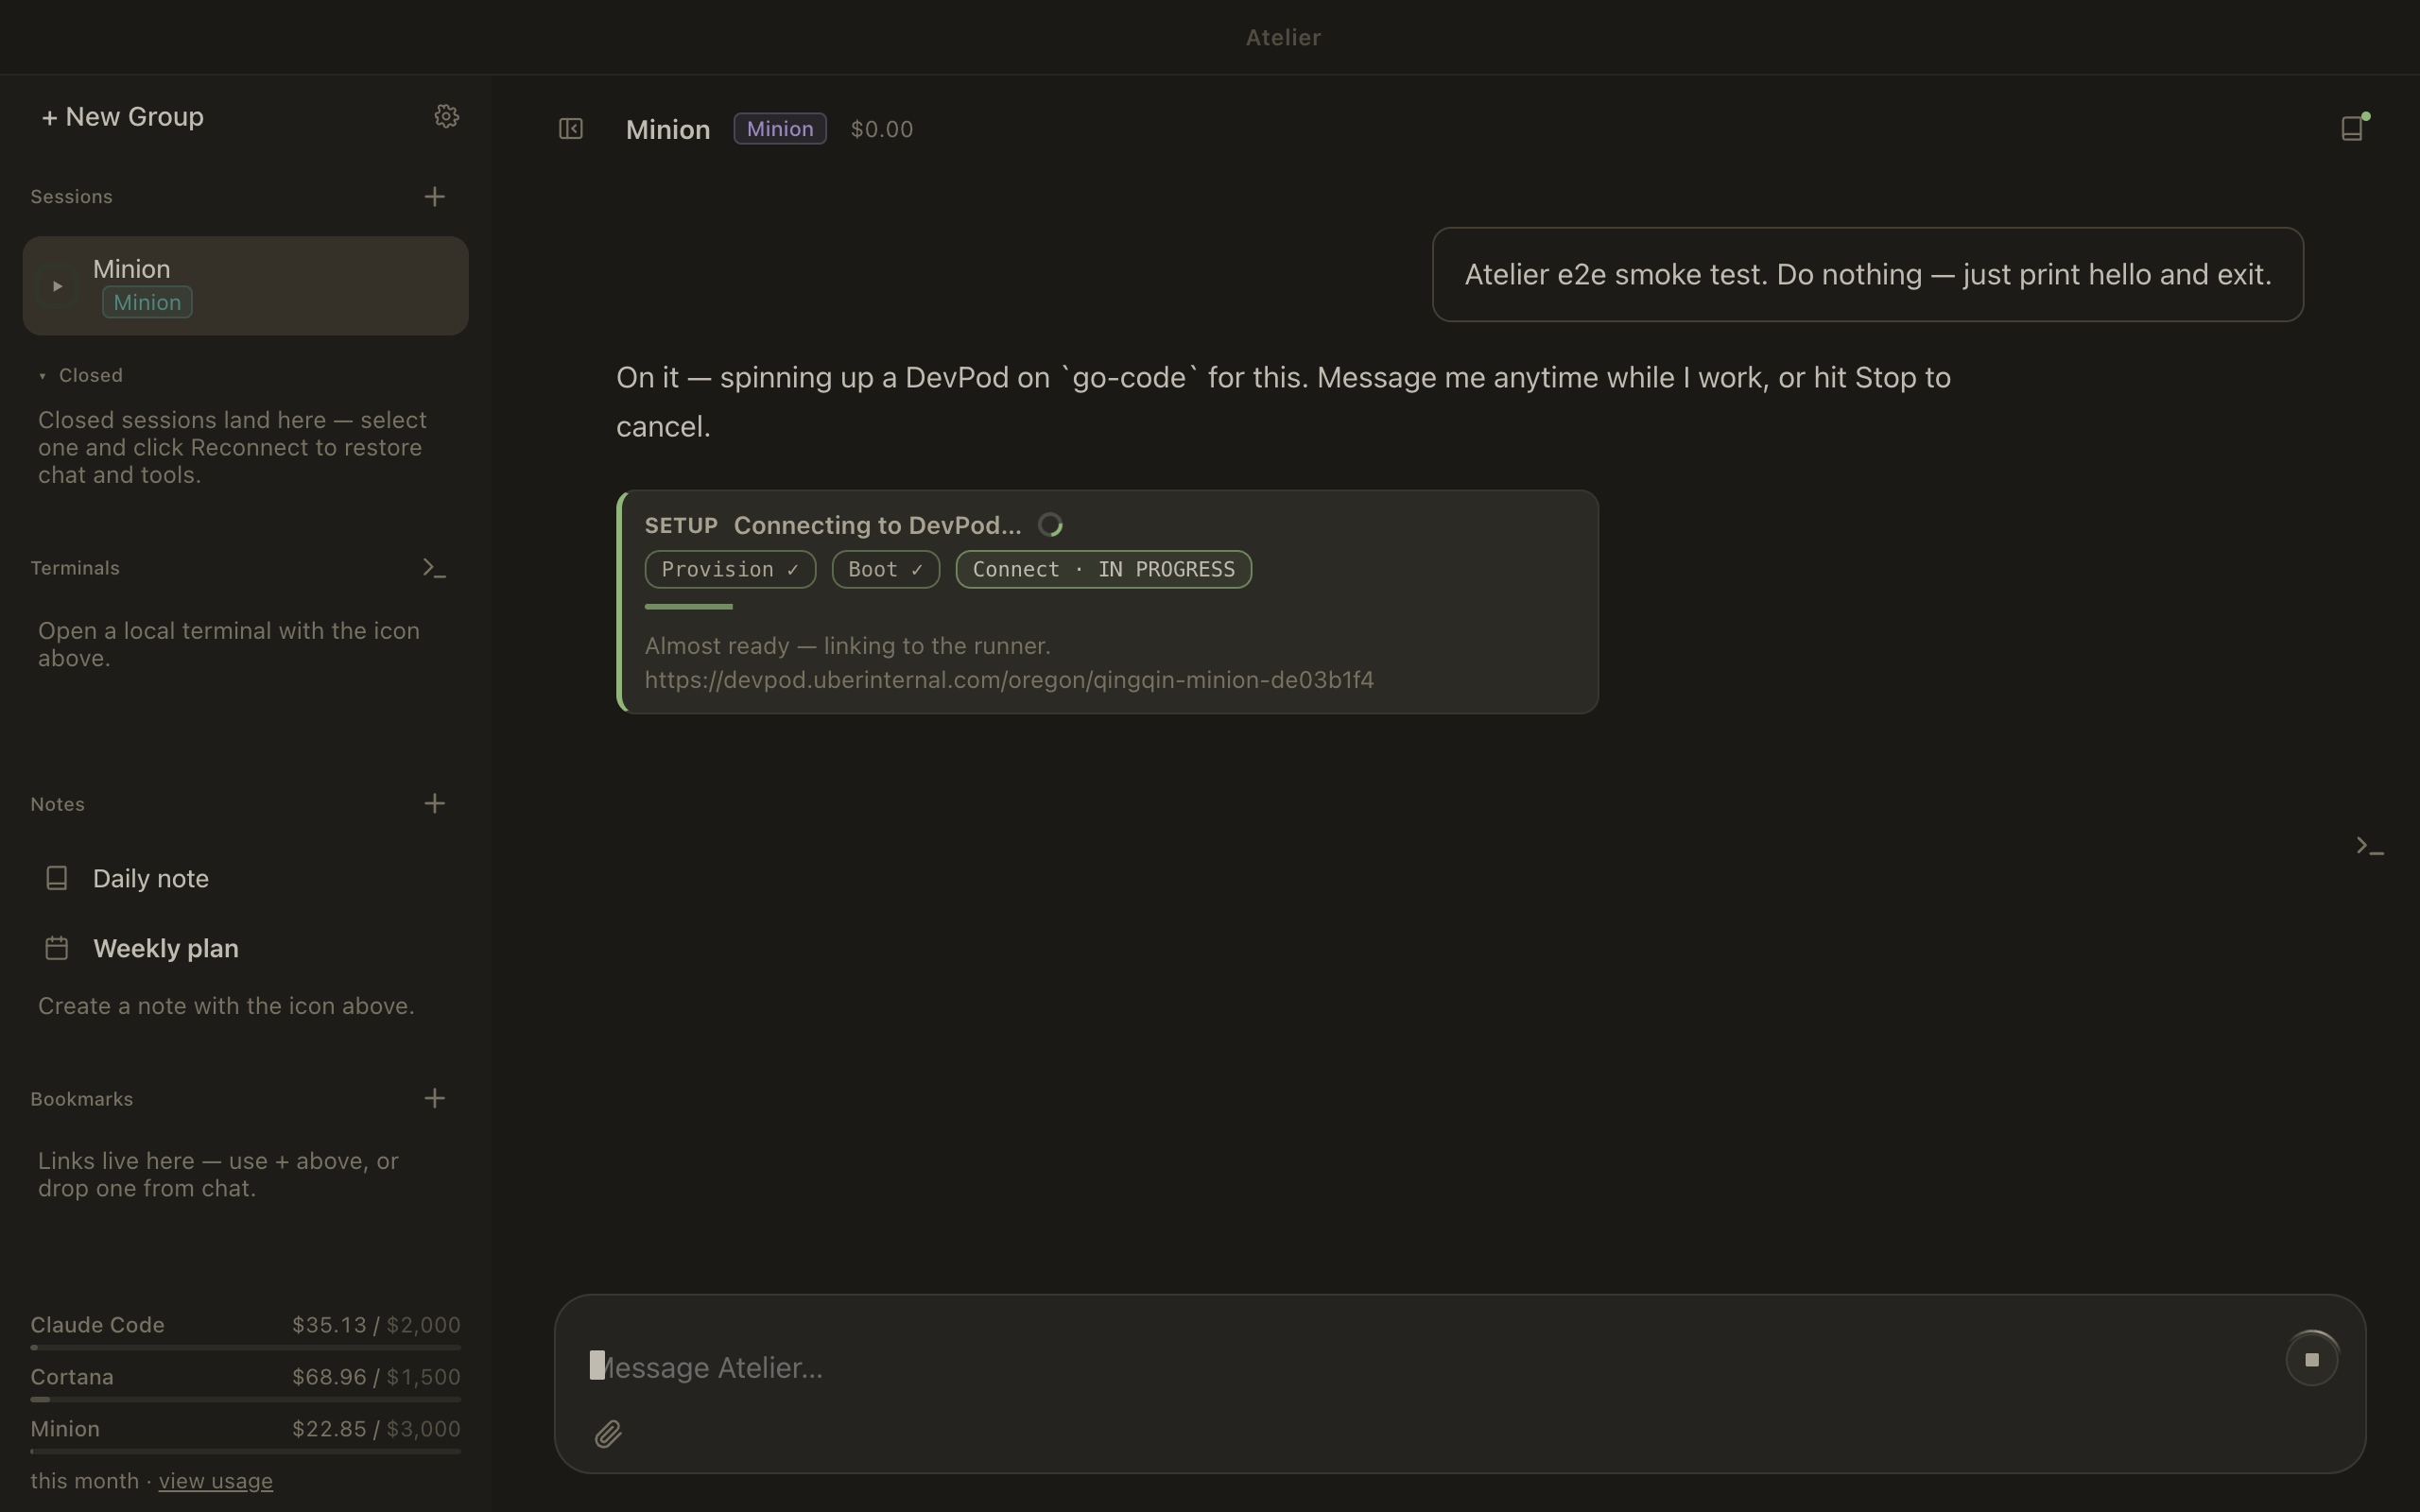 Atelier
+ New Group
Sessions
Minion
Minion
Closed
Closed sessions land here — select
one and click Reconnect to restore
chat and tools.
Terminals
Open a local terminal with the icon
above.
Notes
Daily note
Weekly plan
Create a note with the icon above.
Bookmarks
Links live here — use + above, or
drop one from chat.
Claude Code $35.13 / $2,000
Cortana $68.96 / $1,500
Minion $22.85 / $3,000
this month · view usage
Minion Minion $0.00
Atelier e2e smoke test. Do nothing — just print hello and exit.
On it — spinning up a DevPod on `go-code` for this. Message me anytime while I work, or hit Stop to
cancel.
SETUP Connecting to DevPod...
Provision ✓ Boot ✓ Connect · IN PROGRESS
Almost ready — linking to the runner.
https://devpod.uberinternal.com/oregon/qingqin-minion-de03b1f4
Message Atelier...